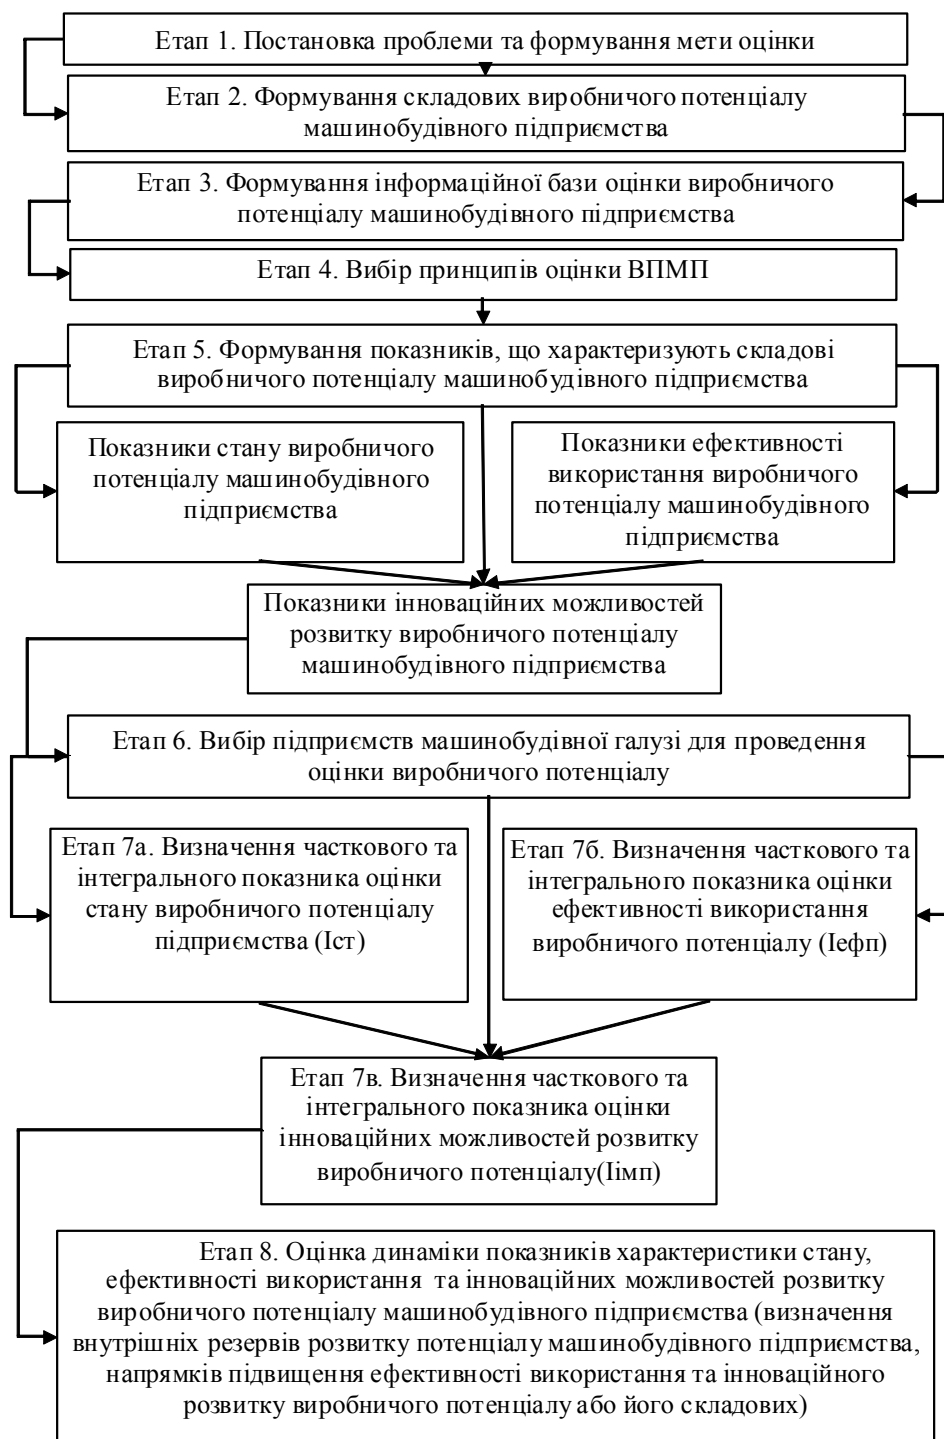 Етап 1. Постановка проблеми та формування мети оцінки
Етап 2. Формування складових виробничого потенціалу
машинобудівного підприємства
Етап 3. Формування інформаційної бази оцінки виробничого
потенціалу машинобудівного підприємства
Етап 4. Вибір принципів оцінки ВПМП
Етап 5. Формування показників, що характеризують складові
виробничого потенціалу машинобудівного підприємства
Показники стану виробничого
потенціалу машинобудівного
підприємства
Показники ефективності
використання виробничого
потенціалу машинобудівного
підприємства
Показники інноваційних можливостей
розвитку виробничого потенціалу
машинобудівного підприємства
Етап 6. Вибір підприємств машинобудівної галузі для проведення
оцінки виробничого потенціалу
Етап 7а. Визначення часткового та
інтегрального показника оцінки
стану виробничого потенціалу
підприємства (Іст)
Етап 7б. Визначення часткового та
інтегрального показника оцінки
ефективності використання
виробничого потенціалу (Іефп)
Етап 7в. Визначення часткового та
інтегрального показника оцінки
інноваційних можливостей розвитку
виробничого потенціалу(Іімп)
Етап 8. Оцінка динаміки показників характеристики стану,
ефективності використання та інноваційних можливостей розвитку
виробничого потенціалу машинобудівного підприємства (визначення
внутрішніх резервів розвитку потенціалу машинобудівного підприємства,
напрямків підвищення ефективності використання та інноваційного
розвитку виробничого потенціалу або його складових)